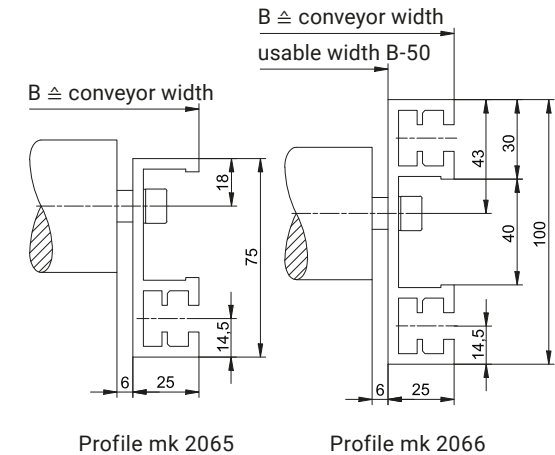 B ≙ conveyor width
usable width B-50
B ≙ conveyor width
18
75
14,5
6
25
43
30
40
100
14,5
6
25
Profile mk 2065
Profile mk 2066